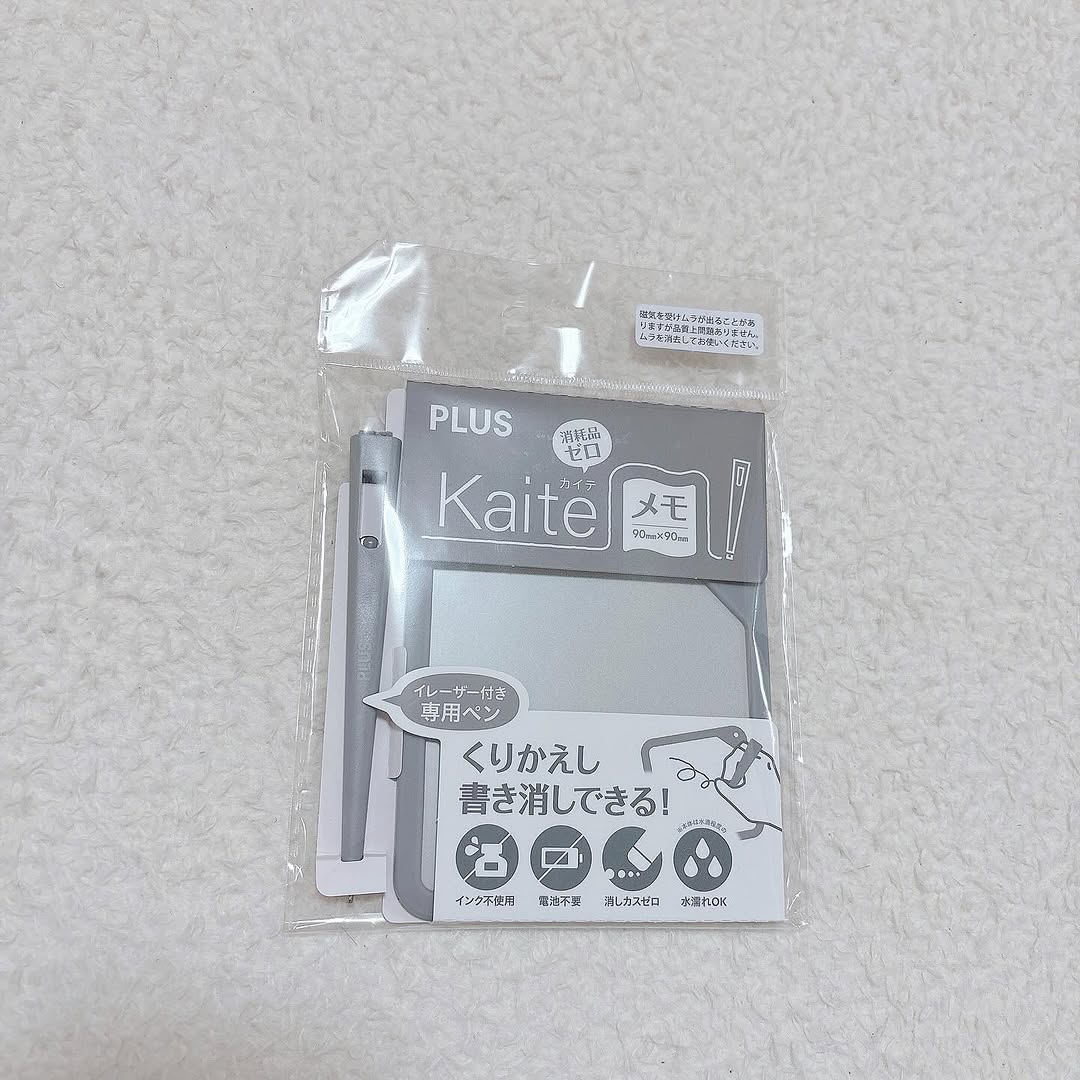 磁気を受けムラが出ることがあ
りますが品質上問題ありません。
ムラを消去してお使いください。
PLUS
消耗品
ゼロ
カイテ
Kaite
メモ
90mm×90mm
PLUS
イレーザー付き
専用ペン
くりかえし
書き消しできる!
※本体は水滴程度の
インク不使用
電池不要
消しカスゼロ
水濡れOK